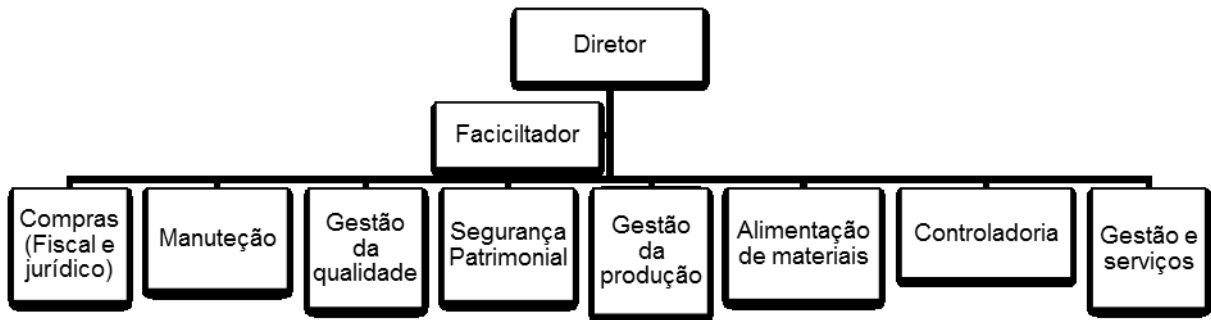 Diretor
Faciciltador
Compras
(Fiscal e
jurídico)
Manuteção
Gestão
da
qualidade
Segurança
Patrimonial
Gestão
da
produção
Alimentação
de materiais
Controladoria
Gestão e
serviços